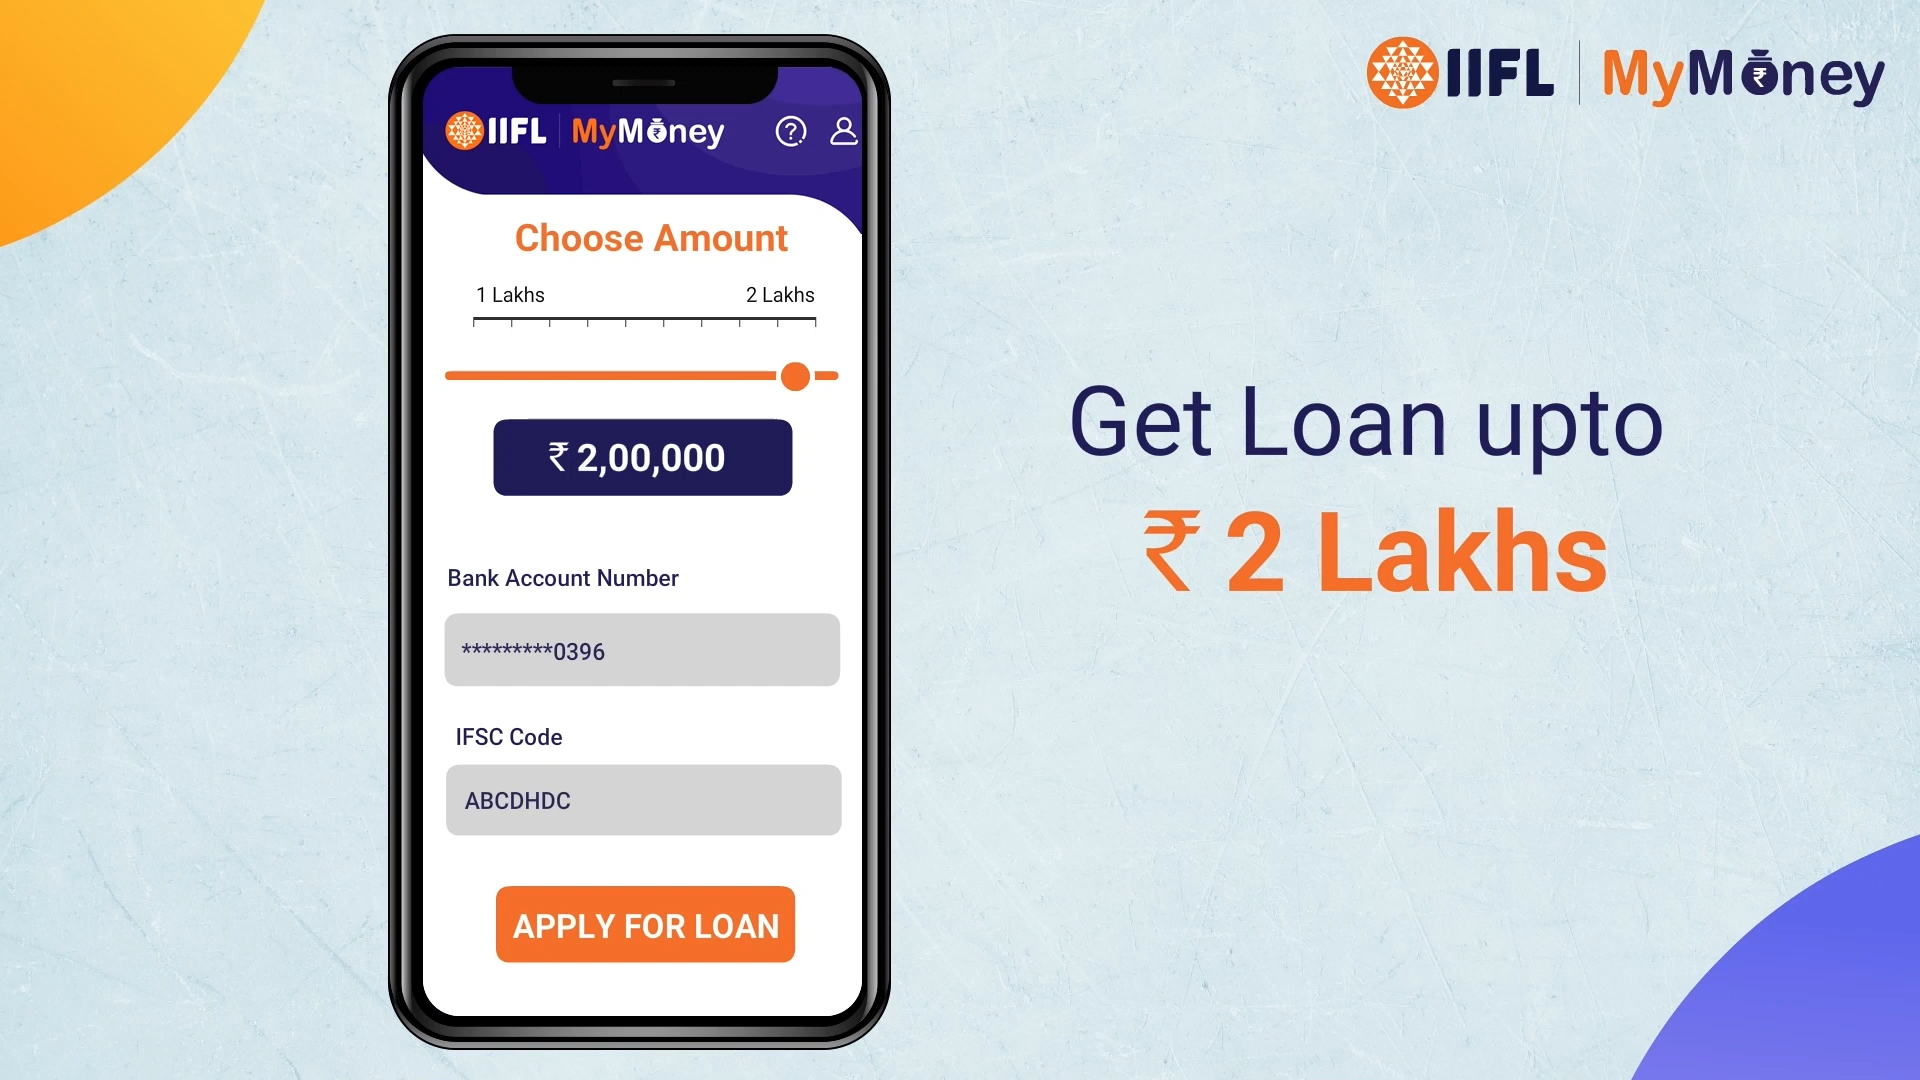 IIFL MyMoney
Choose Amount
1 Lakhs 2 Lakhs
₹ 2,00,000
Bank Account Number
*********0396
IFSC Code
ABCDHDC
APPLY FOR LOAN
IIFL MyMoney
Get Loan upto
₹ 2 Lakhs